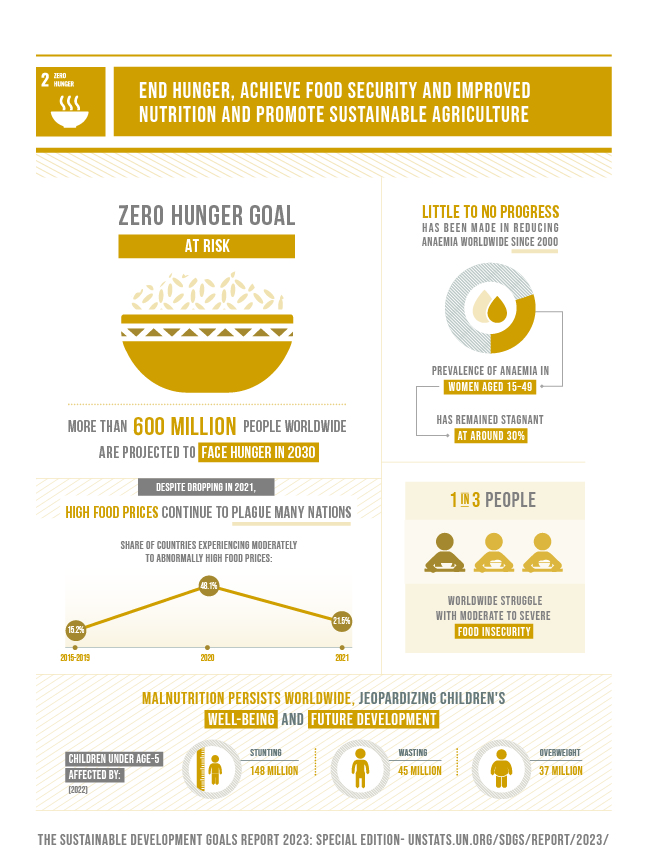 2 ZERO
HUNGER
END HUNGER, ACHIEVE FOOD SECURITY AND IMPROVED
NUTRITION AND PROMOTE SUSTAINABLE AGRICULTURE
ZERO HUNGER GOAL
AT RISK
MORE THAN 600 MILLION PEOPLE WORLDWIDE
ARE PROJECTED TO FACE HUNGER IN 2030
DESPITE DROPPING IN 2021,
HIGH FOOD PRICES CONTINUE TO PLAGUE MANY NATIONS
SHARE OF COUNTRIES EXPERIENCING MODERATELY
TO ABNORMALLY HIGH FOOD PRICES:
48.1%
15.2%
21.5%
2015-2019
2020
2021
LITTLE TO NO PROGRESS
HAS BEEN MADE IN REDUCING
ANAEMIA WORLDWIDE SINCE 2000
PREVALENCE OF ANAEMIA IN
WOMEN AGED 15–49
HAS REMAINED STAGNANT
AT AROUND 30%
1 IN 3 PEOPLE
WORLDWIDE STRUGGLE
WITH MODERATE TO SEVERE
FOOD INSECURITY
MALNUTRITION PERSISTS WORLDWIDE, JEOPARDIZING CHILDREN'S
WELL-BEING AND FUTURE DEVELOPMENT
CHILDREN UNDER AGE-5
AFFECTED BY:
(2022)
STUNTING
148 MILLION
WASTING
45 MILLION
OVERWEIGHT
37 MILLION
THE SUSTAINABLE DEVELOPMENT GOALS REPORT 2023: SPECIAL EDITION- UNSTATS.UN.ORG/SDGS/REPORT/2023/